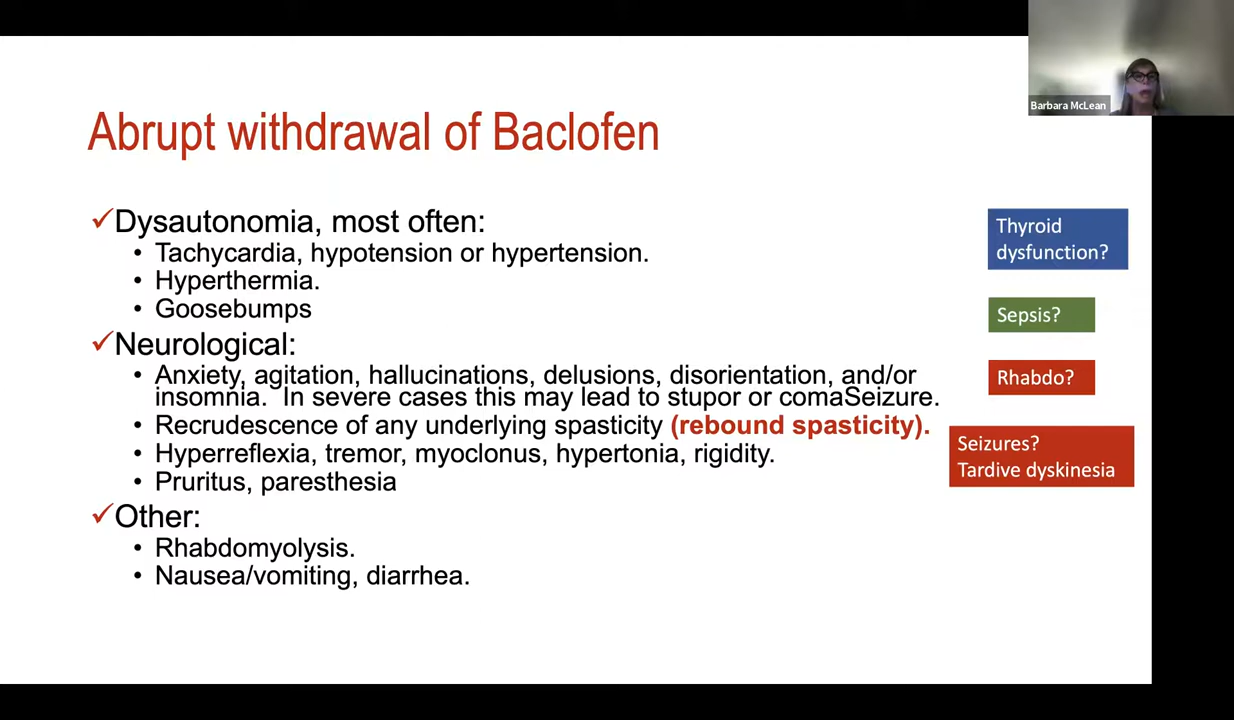 Barbara McLean
Abrupt withdrawal of Baclofen
✓Dysautonomia, most often:
• Tachycardia, hypotension or hypertension.
• Hyperthermia.
• Goosebumps
✓Neurological:
• Anxiety, agitation, hallucinations, delusions, disorientation, and/or
insomnia. In severe cases this may lead to stupor or comaSeizure.
• Recrudescence of any underlying spasticity (rebound spasticity).
• Hyperreflexia, tremor, myoclonus, hypertonia, rigidity.
• Pruritus, paresthesia
✓Other:
• Rhabdomyolysis.
• Nausea/vomiting, diarrhea.
Thyroid
dysfunction?
Sepsis?
Rhabdo?
Seizures?
Tardive dyskinesia